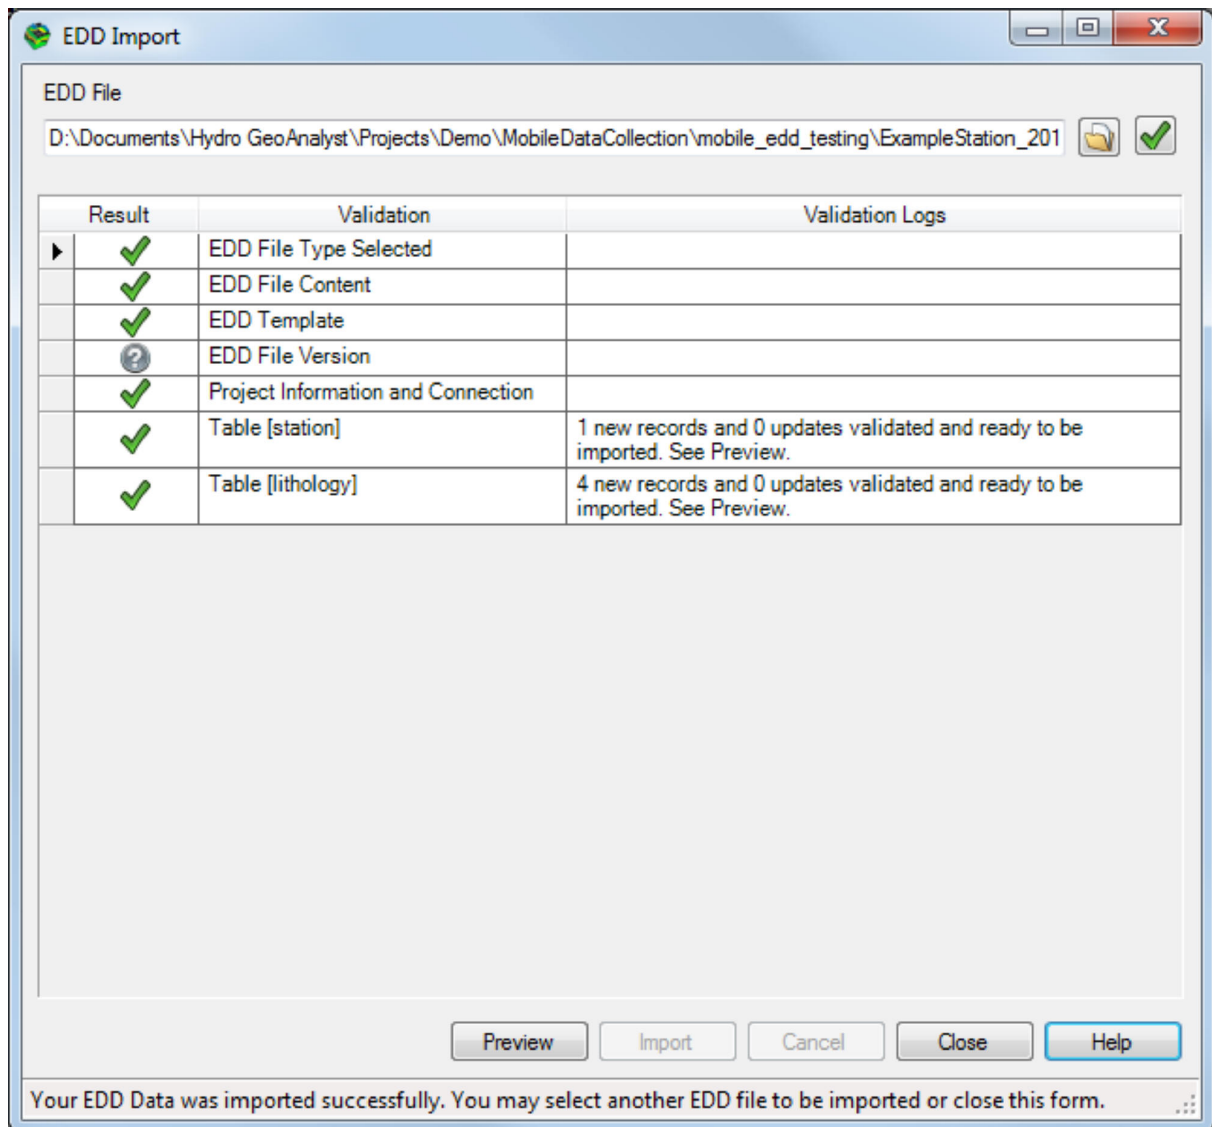 EDD Import
EDD File
D:\Documents\Hydro GeoAnalyst\Projects\Demo\MobileDataCollection\mobile_edd_testing\ExampleStation_201
Result Validation Validation Logs
EDD File Type Selected
EDD File Content
EDD Template
EDD File Version
Project Information and Connection
Table [station] 1 new records and 0 updates validated and ready to be
imported. See Preview.
Table [lithology] 4 new records and 0 updates validated and ready to be
imported. See Preview.
Preview Import Cancel Close Help
Your EDD Data was imported successfully. You may select another EDD file to be imported or close this form.